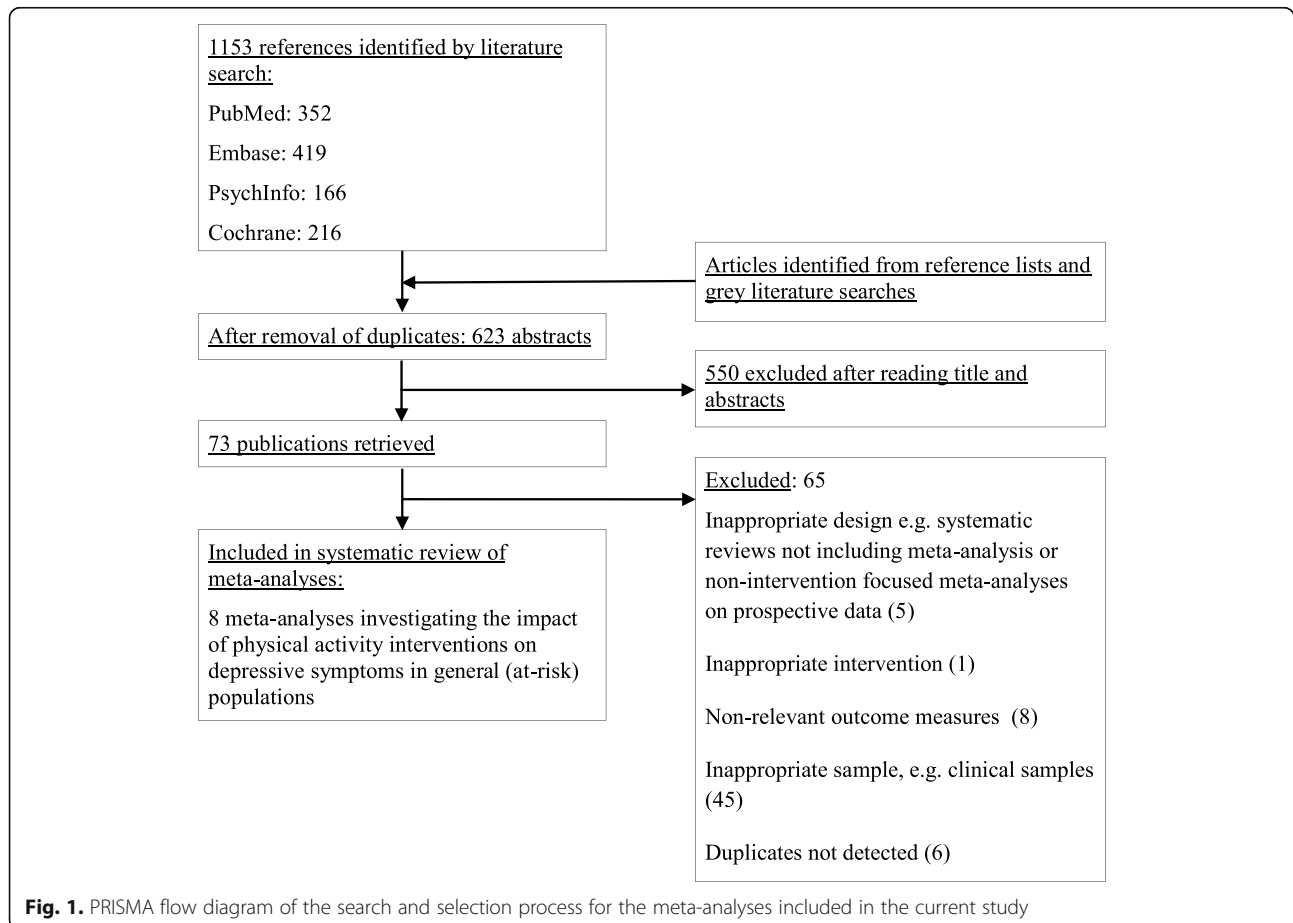 1153 references identified by literature
search:
PubMed: 352
Embase: 419
PsychInfo: 166
Cochrane: 216
Articles identified from reference lists and
grey literature searches
After removal of duplicates: 623 abstracts
550 excluded after reading title and
abstracts
73 publications retrieved
Excluded: 65
Inappropriate design e.g. systematic
reviews not including meta-analysis or
non-intervention focused meta-analyses
on prospective data (5)
Inappropriate intervention (1)
Non-relevant outcome measures (8)
Inappropriate sample, e.g. clinical samples
(45)
Duplicates not detected (6)
Included in systematic review of
meta-analyses:
8 meta-analyses investigating the impact
of physical activity interventions on
depressive symptoms in general (at-risk)
populations
Fig. 1. PRISMA flow diagram of the search and selection process for the meta-analyses included in the current study